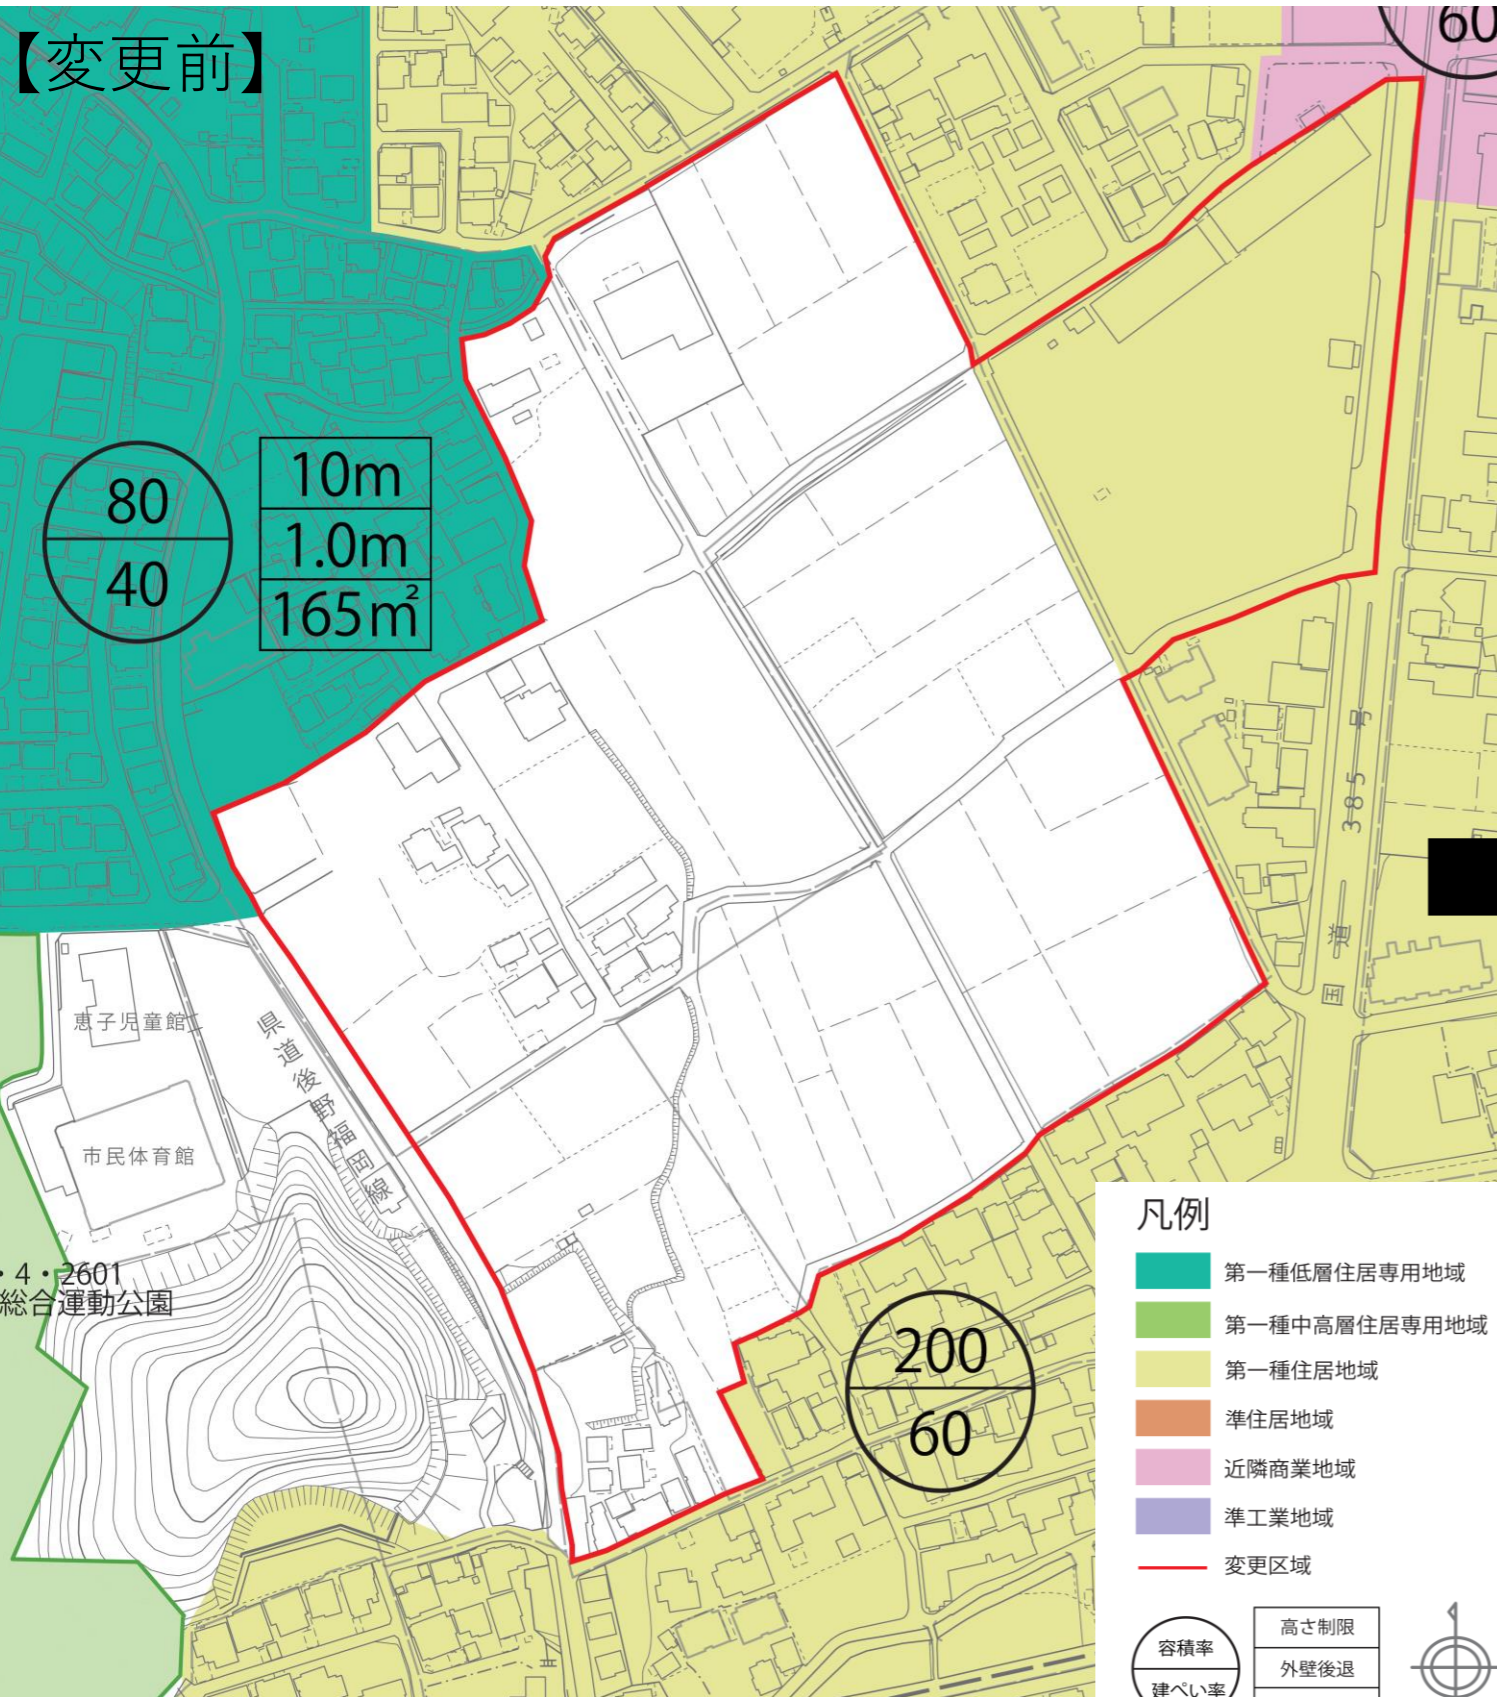 【変更前】
60
80
40
10m
1.0m
165㎡
国道385号
恵子児童館
県道後野福岡線
市民体育館
・4・2601
総合運動公園
200
60
凡例
第一種低層住居専用地域
第一種中高層住居専用地域
第一種住居地域
準住居地域
近隣商業地域
準工業地域
変更区域
容積率
建ぺい率
高さ制限
外壁後退